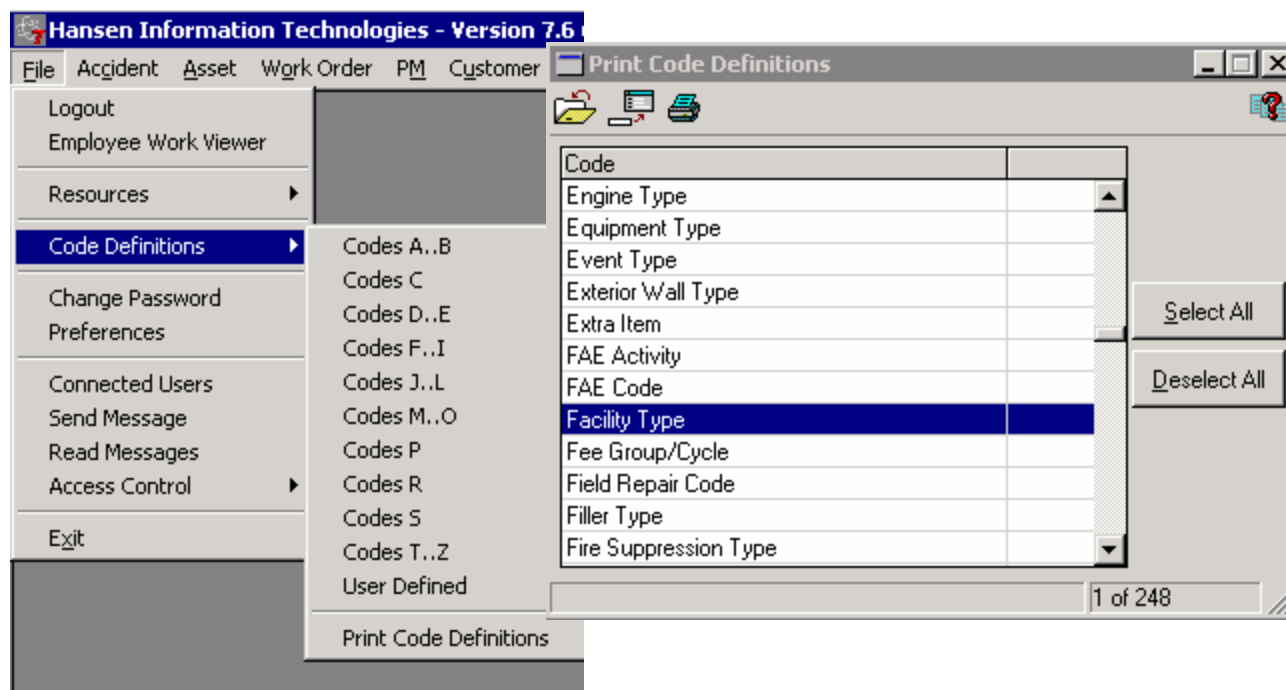 Hansen Information Technologies - Version 7.6
File Accident Asset Work Order PM Customer
Logout
Employee Work Viewer
Resources
Code Definitions
Change Password
Preferences
Connected Users
Send Message
Read Messages
Access Control
Exit
Codes A..B
Codes C
Codes D..E
Codes F..I
Codes J..L
Codes M..O
Codes P
Codes R
Codes S
Codes T..Z
User Defined
Print Code Definitions
Print Code Definitions
Code
Engine Type
Equipment Type
Event Type
Exterior Wall Type
Extra Item
FAE Activity
FAE Code
Facility Type
Fee Group/Cycle
Field Repair Code
Filler Type
Fire Suppression Type
Select All
Deselect All
1 of 248